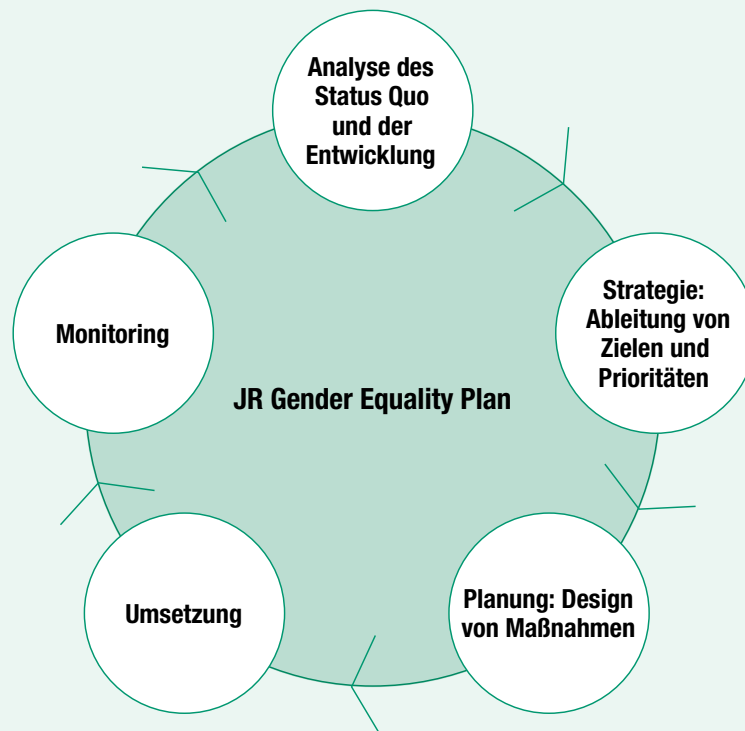 Analyse des
Status Quo
und der
Entwicklung
Strategie:
Ableitung von
Zielen und
Prioritäten
Planung: Design
von Maßnahmen
Umsetzung
Monitoring
JR Gender Equality Plan